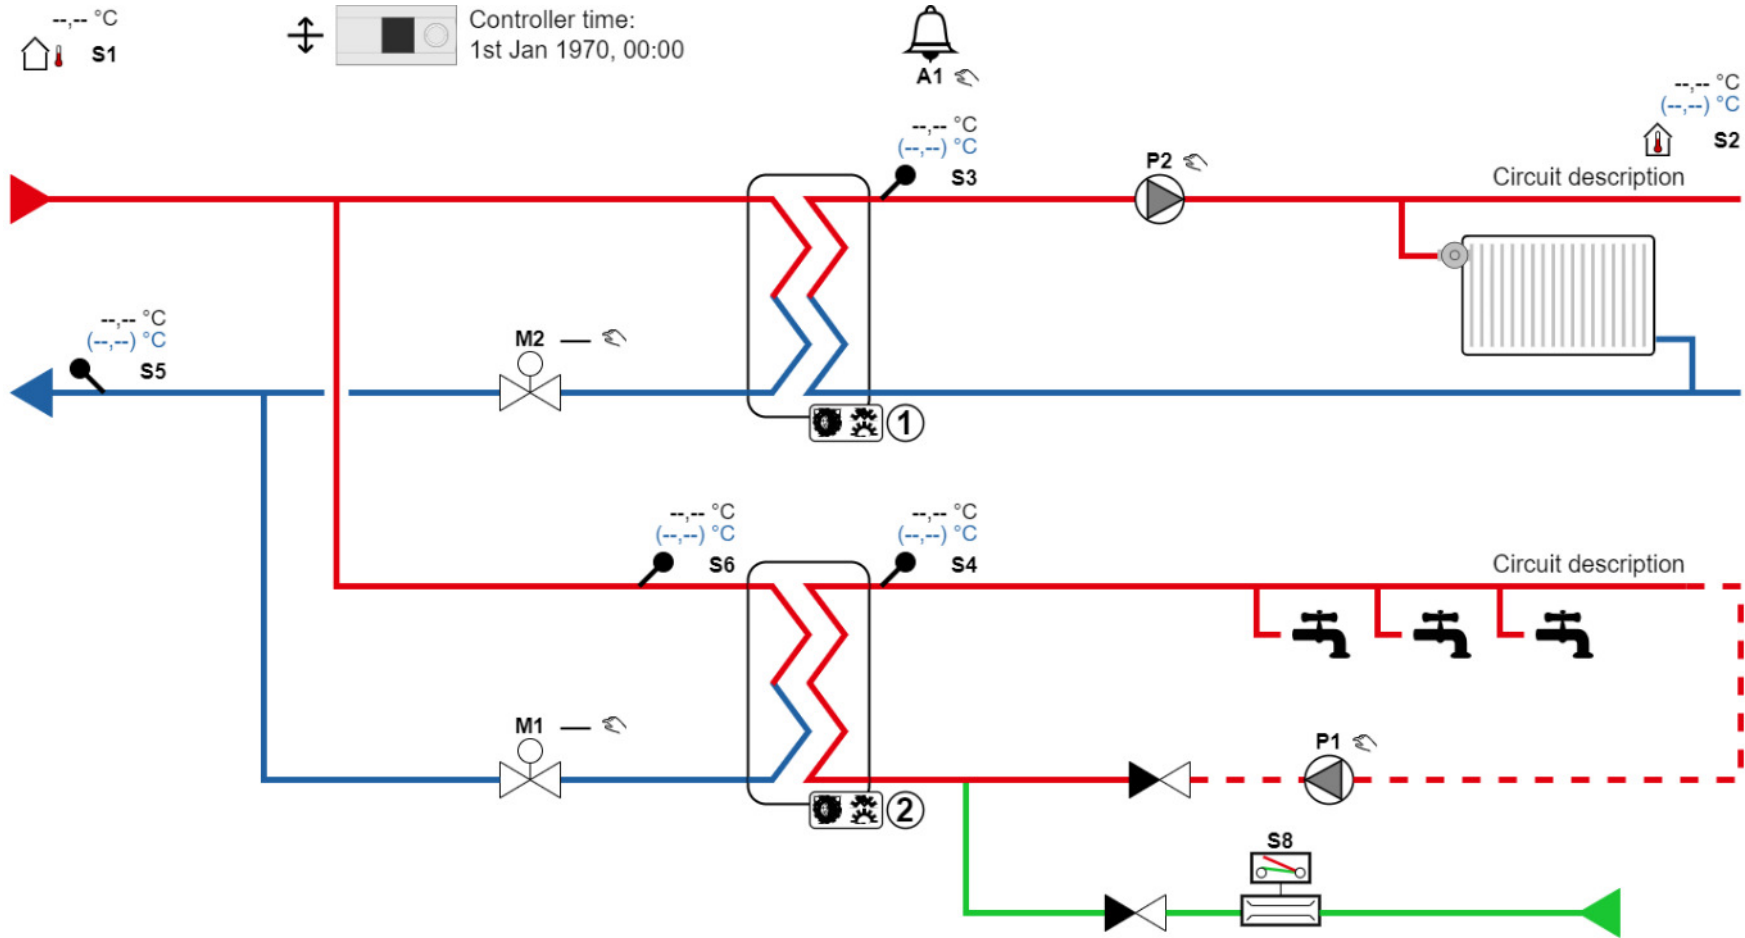 --,-- °C
S1
Controller time:
1st Jan 1970, 00:00
A1
--,-- °C
(--,--) °C
S2
--,-- °C
(--,--) °C
S3
P2
Circuit description
--,-- °C
(--,--) °C
S5
M2
1
--,-- °C
(--,--) °C
S6
--,-- °C
(--,--) °C
S4
Circuit description
M1
P1
2
S8